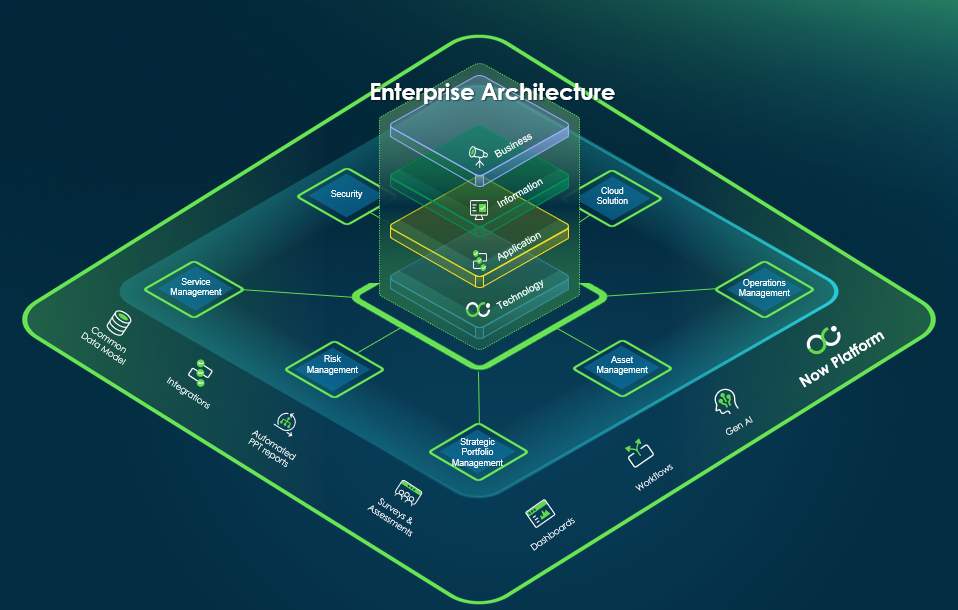 Enterprise Architecture
Business
Information
Application
Technology
Security
Cloud
Solution
Service
Management
Operations
Management
Risk
Management
Asset
Management
Strategic
Portfolio
Management
Common
Data Model
Integrations
Automated
PPT reports
Surveys &
Assessments
Dashboards
Workflows
Gen AI
Now Platform